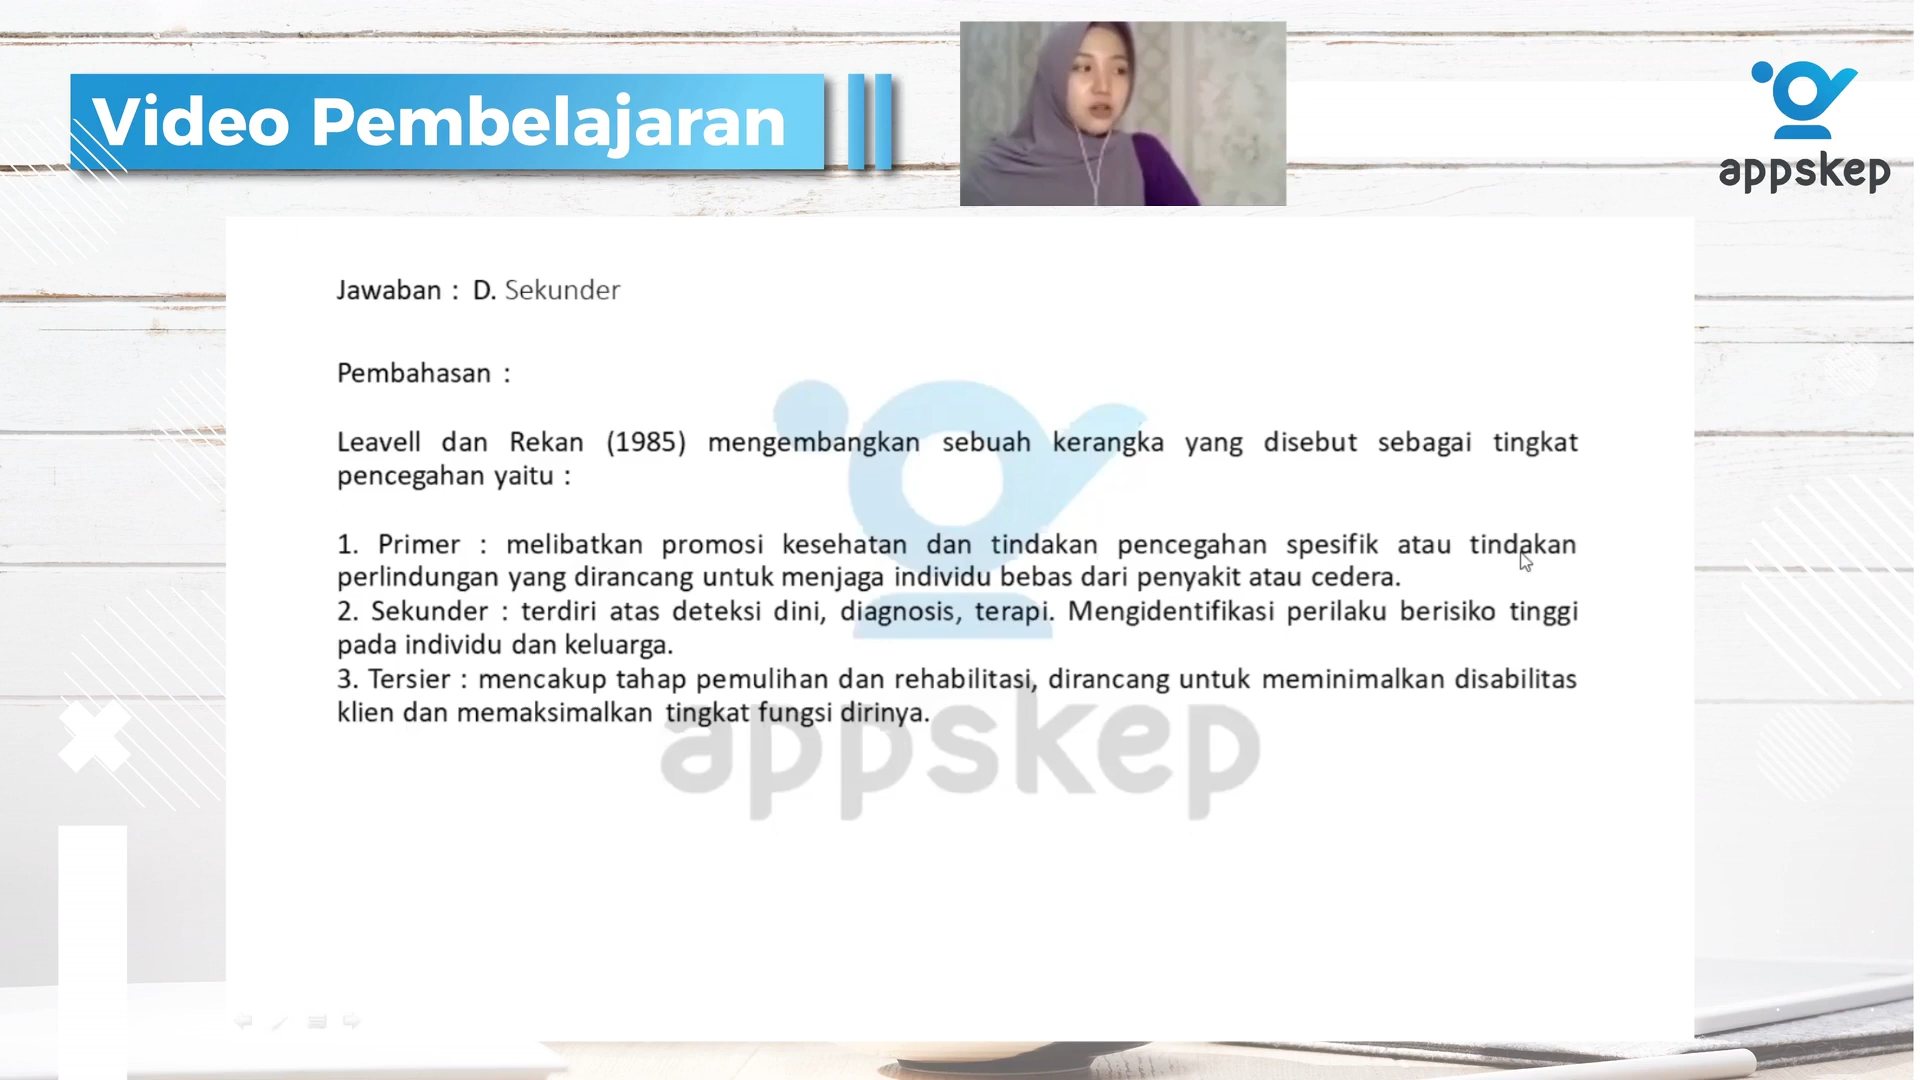 Video Pembelajaran
appskep
Jawaban : D. Sekunder
Pembahasan :
Leavell dan Rekan (1985) mengembangkan sebuah kerangka yang disebut sebagai tingkat
pencegahan yaitu :
1. Primer : melibatkan promosi kesehatan dan tindakan pencegahan spesifik atau tindakan
perlindungan yang dirancang untuk menjaga individu bebas dari penyakit atau cedera.
2. Sekunder : terdiri atas deteksi dini, diagnosis, terapi. Mengidentifikasi perilaku berisiko tinggi
pada individu dan keluarga.
3. Tersier : mencakup tahap pemulihan dan rehabilitasi, dirancang untuk meminimalkan disabilitas
klien dan memaksimalkan tingkat fungsi dirinya.
appskep